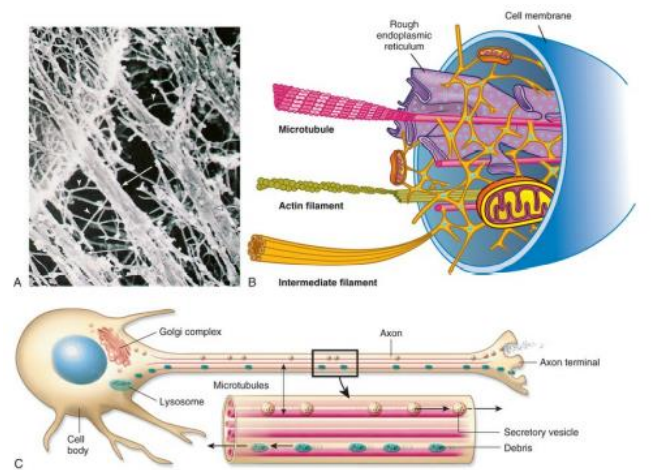 Cell membrane
Rough
endoplasmic
reticulum
Microtubule
Actin filament
Intermediate filament
A
B
Golgi complex
Axon
Axon terminal
Microtubules
Lysosome
Secretory vesicle
Cell
body
Debris
C